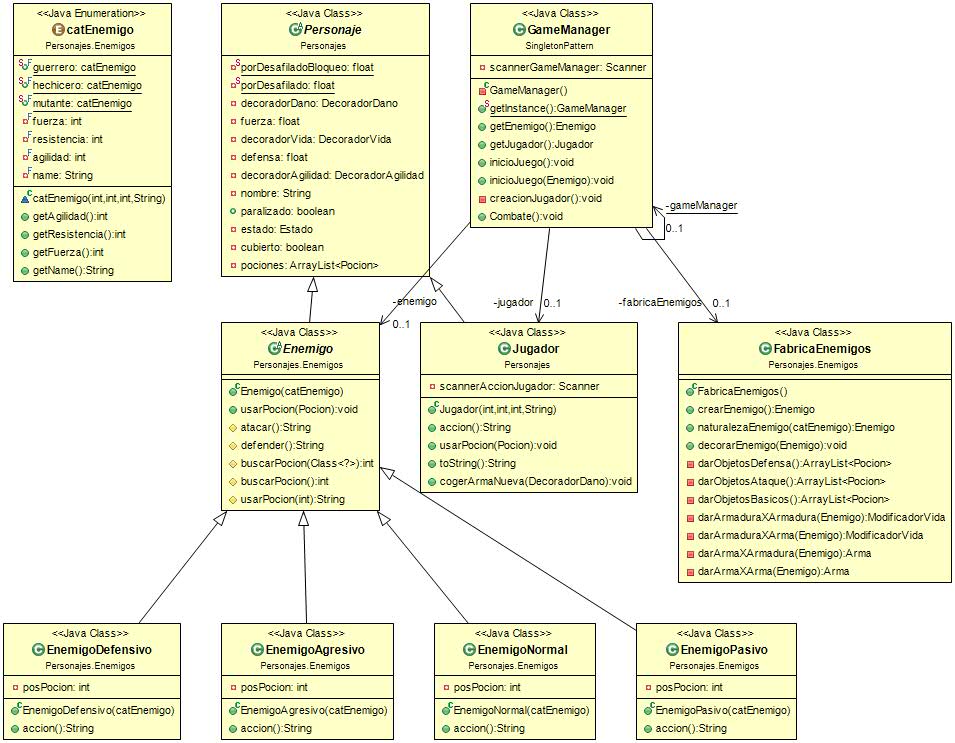 <<Java Enumeration>>
catEnemigo
Personajes.Enemigos
guerrero: catEnemigo
hechicero: catEnemigo
mutante: catEnemigo
fuerza: int
resistencia: int
agilidad: int
name: String
catEnemigo(int,int,int,String)
getAgilidad():int
getResistencia():int
getFuerza():int
getName():String
<<Java Class>>
Personaje
Personajes
porDesafiladoBloqueo: float
porDesafilado: float
decoradorDano: DecoradorDano
fuerza: float
decoradorVida: DecoradorVida
defensa: float
decoradorAgilidad: DecoradorAgilidad
nombre: String
paralizado: boolean
estado: Estado
cubierto: boolean
pociones: ArrayList<Pocion>
<<Java Class>>
GameManager
SingletonPattern
scannerGameManager: Scanner
GameManager()
getInstance():GameManager
getEnemigo():Enemigo
getJugador():Jugador
inicioJuego():void
inicioJuego(Enemigo):void
creacionJugador():void
Combate():void
-gameManager
0..1
-enemigo
0..1
-jugador
0..1
-fabricaEnemigos
0..1
<<Java Class>>
Enemigo
Personajes.Enemigos
Enemigo(catEnemigo)
usarPocion(Pocion):void
atacar():String
defender():String
buscarPocion(Class<?>):int
buscarPocion():int
usarPocion(int):String
<<Java Class>>
Jugador
Personajes
scannerAccionJugador: Scanner
Jugador(int,int,int,String)
accion():String
usarPocion(Pocion):void
toString():String
cogerArmaNueva(DecoradorDano):void
<<Java Class>>
FabricaEnemigos
Personajes.Enemigos
FabricaEnemigos()
crearEnemigo():Enemigo
naturalezaEnemigo(catEnemigo):Enemigo
decorarEnemigo(Enemigo):void
darObjetosDefensa():ArrayList<Pocion>
darObjetosAtaque():ArrayList<Pocion>
darObjetosBasicos():ArrayList<Pocion>
darArmaduraXArmadura(Enemigo):ModificadorVida
darArmaduraXArma(Enemigo):ModificadorVida
darArmaXArmadura(Enemigo):Arma
darArmaXArma(Enemigo):Arma
<<Java Class>>
EnemigoDefensivo
Personajes.Enemigos
posPocion: int
EnemigoDefensivo(catEnemigo)
accion():String
<<Java Class>>
EnemigoAgresivo
Personajes.Enemigos
posPocion: int
EnemigoAgresivo(catEnemigo)
accion():String
<<Java Class>>
EnemigoNormal
Personajes.Enemigos
posPocion: int
EnemigoNormal(catEnemigo)
accion():String
<<Java Class>>
EnemigoPasivo
Personajes.Enemigos
posPocion: int
EnemigoPasivo(catEnemigo)
accion():String